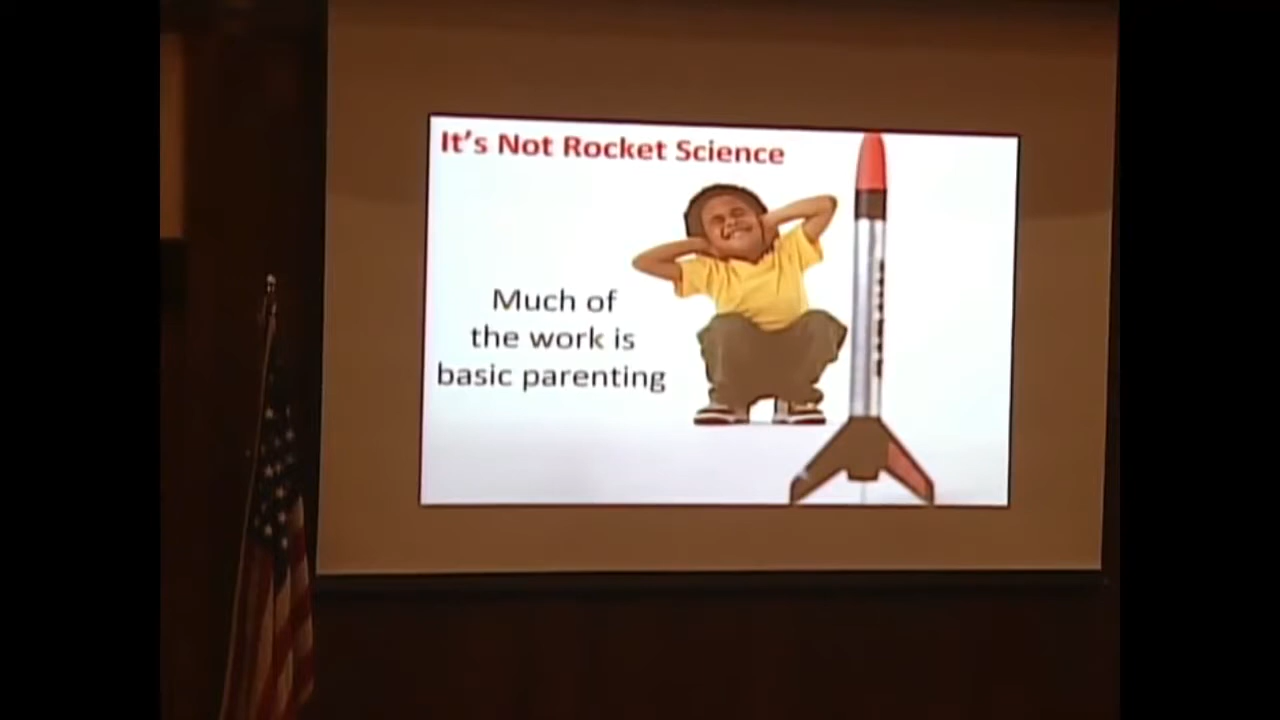 It's Not Rocket Science
Much of
the work is
basic parenting